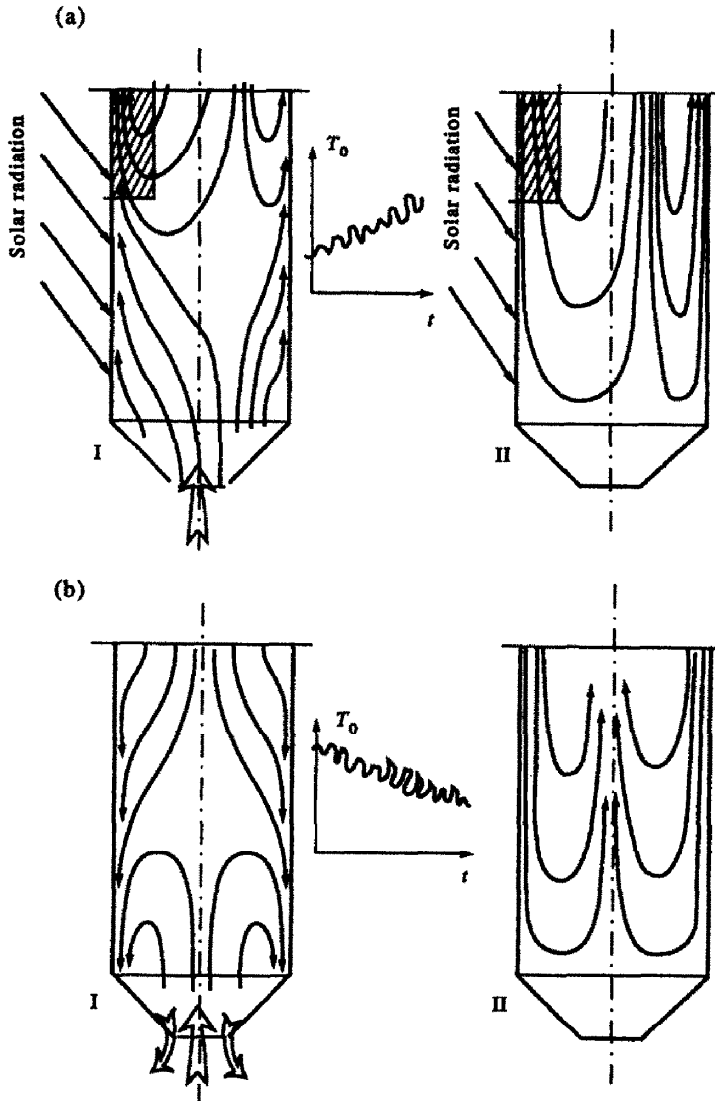 (a)
Solar radiation
T₀
t
Solar radiation
I
II
(b)
T₀
t
I
II